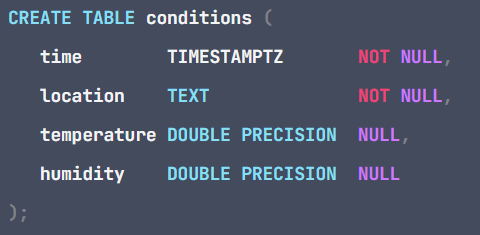 CREATE TABLE conditions (
   time        TIMESTAMPTZ       NOT NULL,
   location    TEXT              NOT NULL,
   temperature DOUBLE PRECISION  NULL,
   humidity    DOUBLE PRECISION  NULL
);